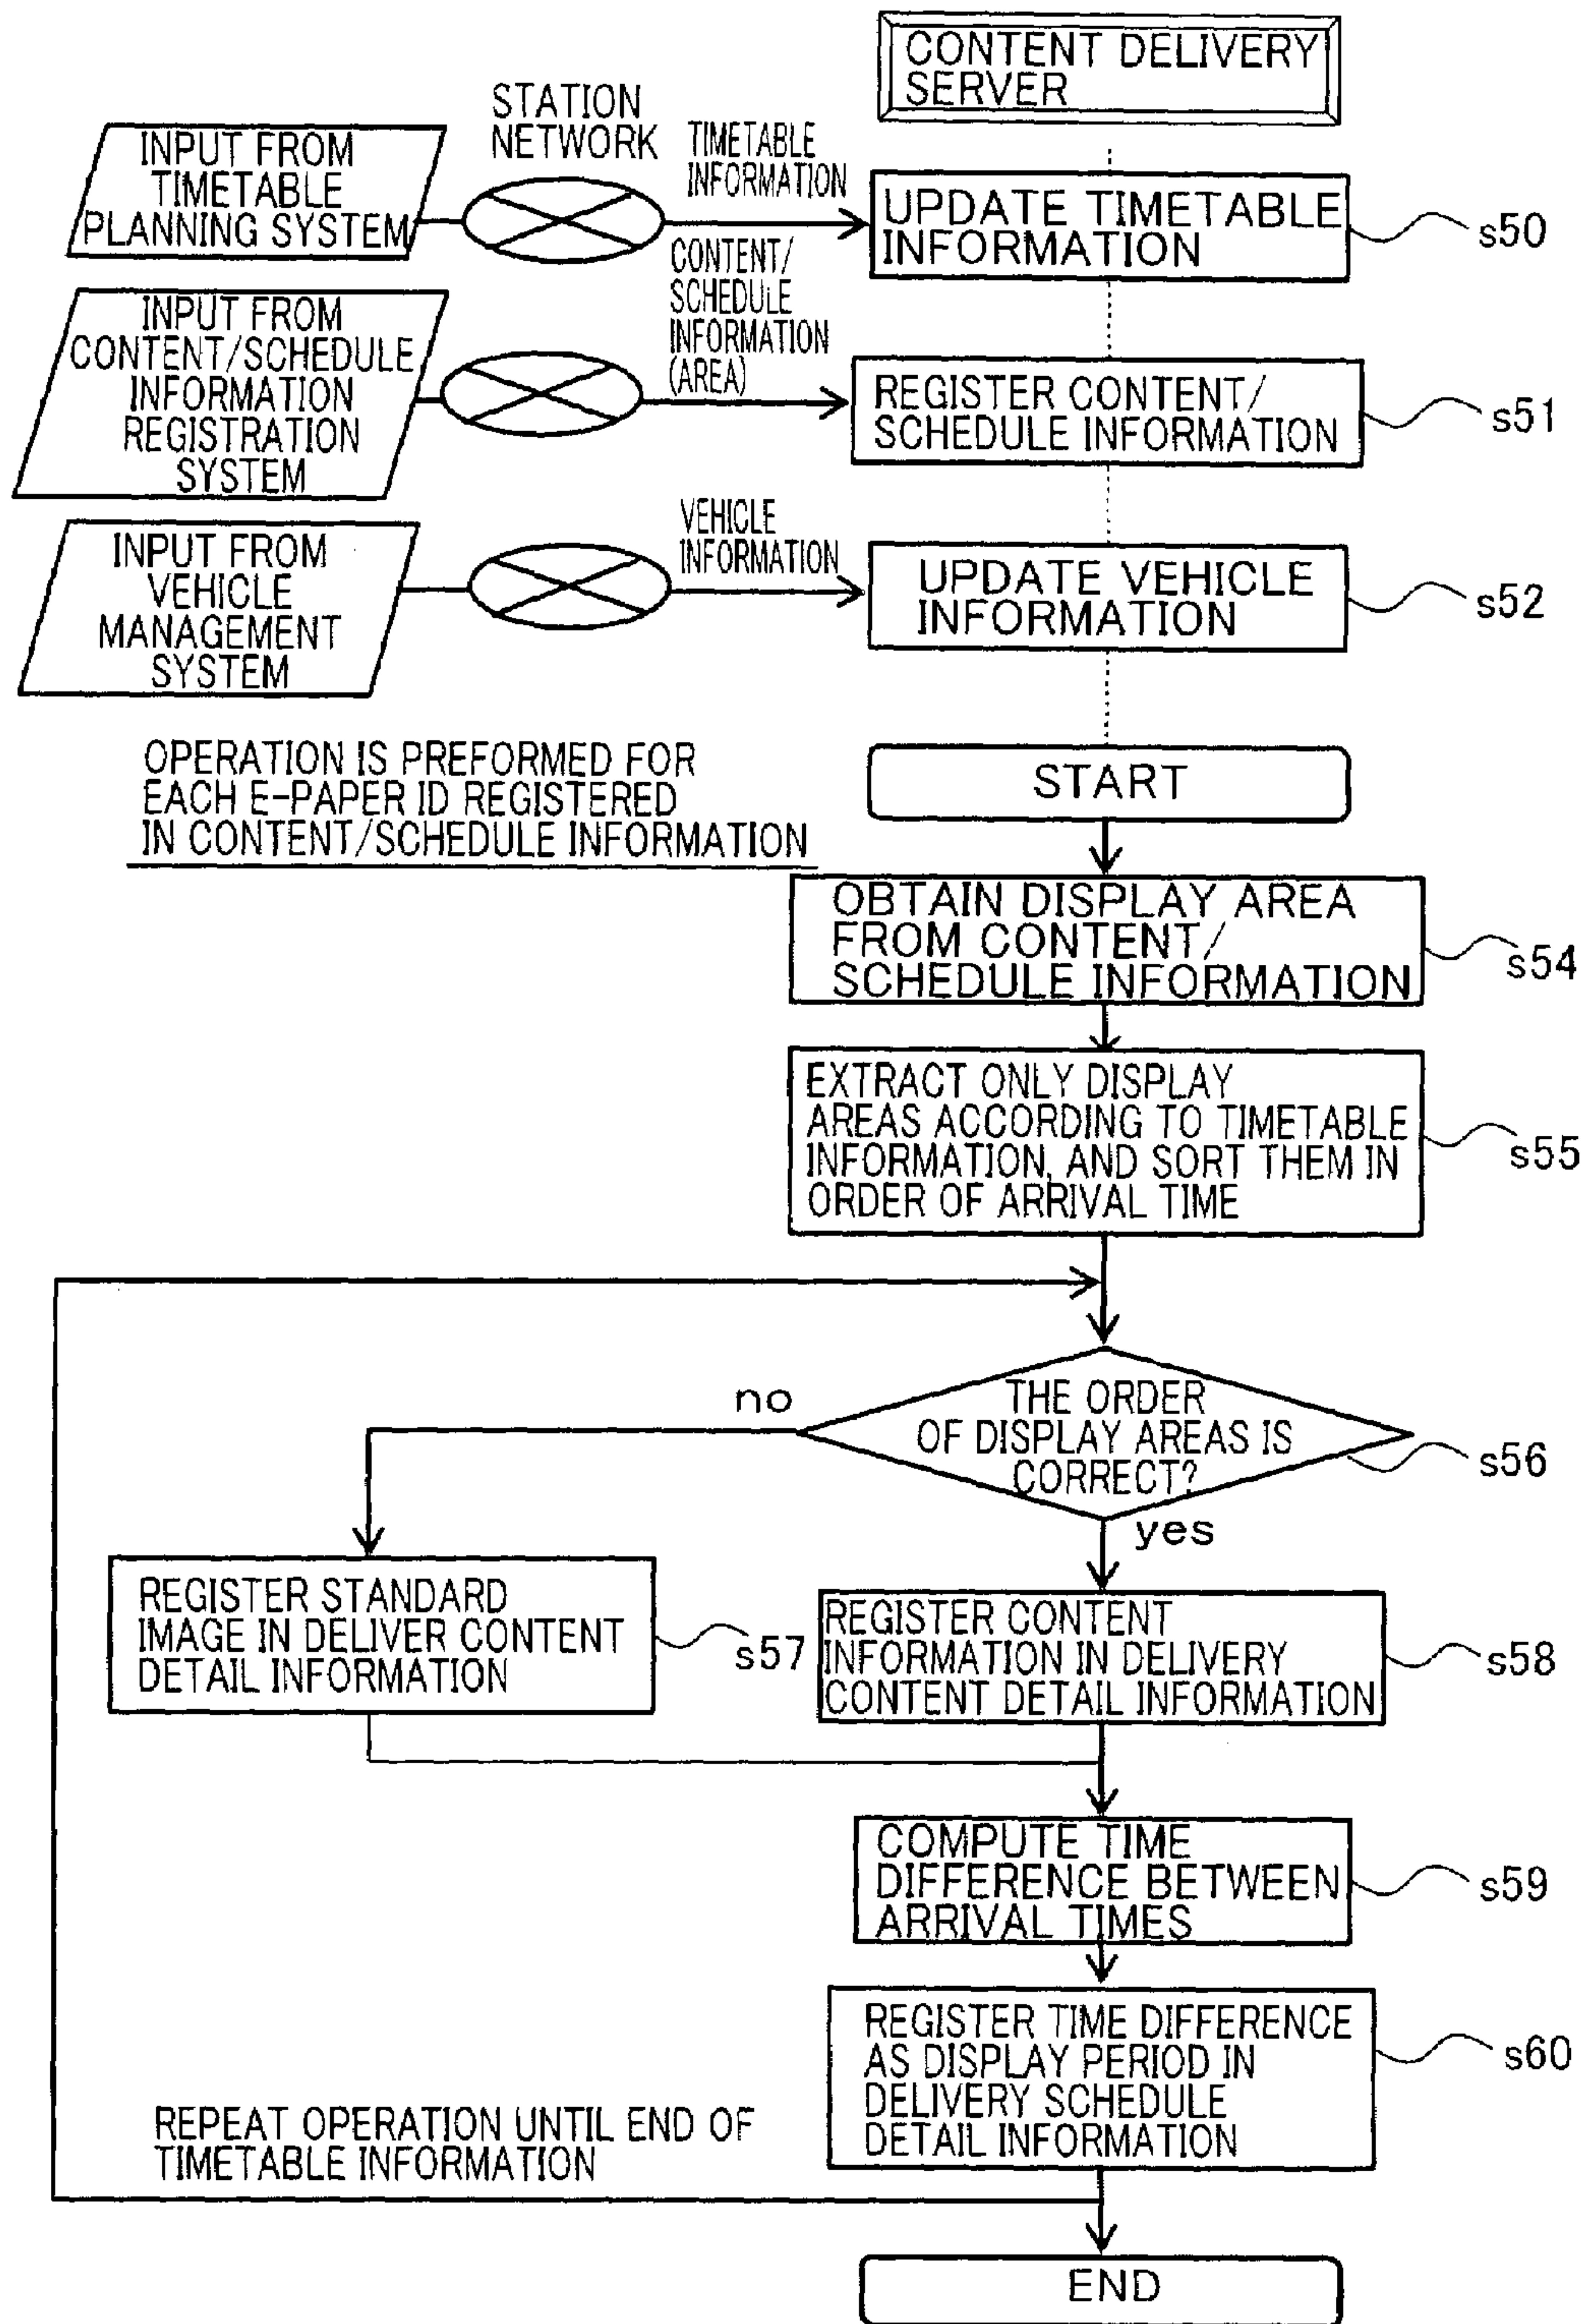 CONTENT DELIVERY
SERVER
STATION
NETWORK
INPUT FROM
TIMETABLE
PLANNING SYSTEM
TIMETABLE
INFORMATION
UPDATE TIMETABLE
INFORMATION
s50
INPUT FROM
CONTENT/SCHEDULE
INFORMATION
REGISTRATION
SYSTEM
CONTENT/
SCHEDULE
INFORMATION
(AREA)
REGISTER CONTENT/
SCHEDULE INFORMATION
s51
INPUT FROM
VEHICLE
MANAGEMENT
SYSTEM
VEHICLE
INFORMATION
UPDATE VEHICLE
INFORMATION
s52
OPERATION IS PREFORMED FOR
EACH E-PAPER ID REGISTERED
IN CONTENT/SCHEDULE INFORMATION
START
OBTAIN DISPLAY AREA
FROM CONTENT/
SCHEDULE INFORMATION
s54
EXTRACT ONLY DISPLAY
AREAS ACCORDING TO TIMETABLE
INFORMATION, AND SORT THEM IN
ORDER OF ARRIVAL TIME
s55
THE ORDER
OF DISPLAY AREAS IS
CORRECT?
s56
no
yes
REGISTER STANDARD
IMAGE IN DELIVER CONTENT
DETAIL INFORMATION
s57
REGISTER CONTENT
INFORMATION IN DELIVERY
CONTENT DETAIL INFORMATION
s58
COMPUTE TIME
DIFFERENCE BETWEEN
ARRIVAL TIMES
s59
REGISTER TIME DIFFERENCE
AS DISPLAY PERIOD IN
DELIVERY SCHEDULE
DETAIL INFORMATION
s60
REPEAT OPERATION UNTIL END OF
TIMETABLE INFORMATION
END